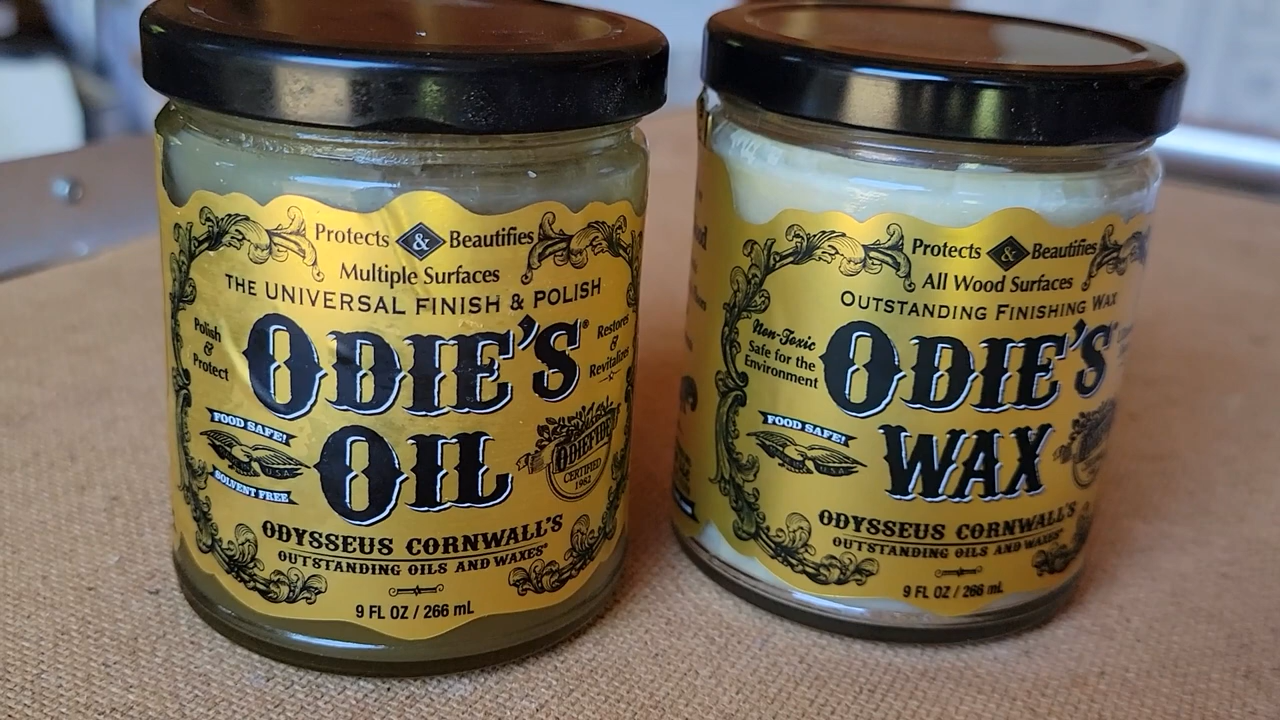 Protects & Beautifies
Multiple Surfaces
THE UNIVERSAL FINISH & POLISH
Polish
&
Protect
ODIE'S®
Restores
&
Revitalizes
FOOD SAFE!
U.S.A.
SOLVENT FREE
OIL
ODIEFIED
CERTIFIED
1982
ODYSSEUS CORNWALL'S
OUTSTANDING OILS AND WAXES®
9 FL OZ / 266 mL
Protects & Beautifies
All Wood Surfaces
OUTSTANDING FINISHING WAX
Non-Toxic
Safe for the
Environment
ODIE'S®
FOOD SAFE!
U.S.A.
WAX
ODYSSEUS CORNWALL'S
OUTSTANDING OILS AND WAXES®
9 FL OZ / 266 mL